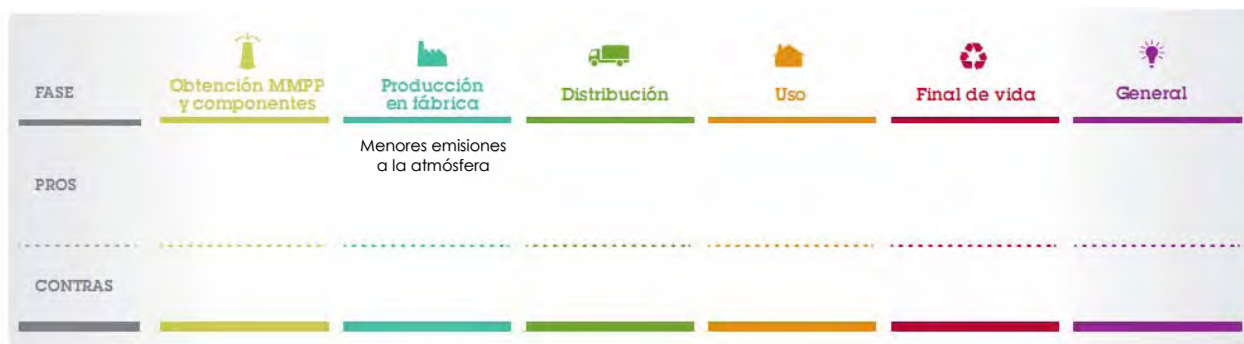 FASE
Obtención MMPP
y componentes
Producción
en fábrica
Distribución
Uso
Final de vida
General
Menores emisiones
a la atmósfera
PROS
CONTRAS